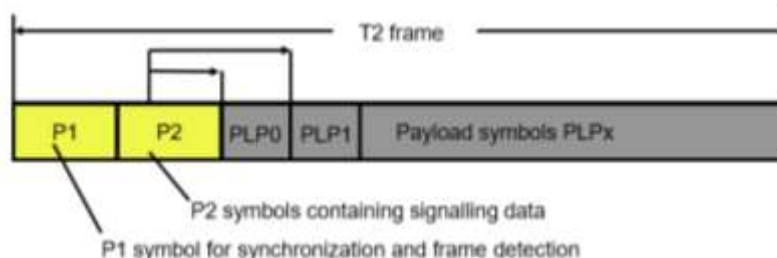 T2 frame
P1 P2 PLP0 PLP1 Payload symbols PLPx
P2 symbols containing signalling data
P1 symbol for synchronization and frame detection